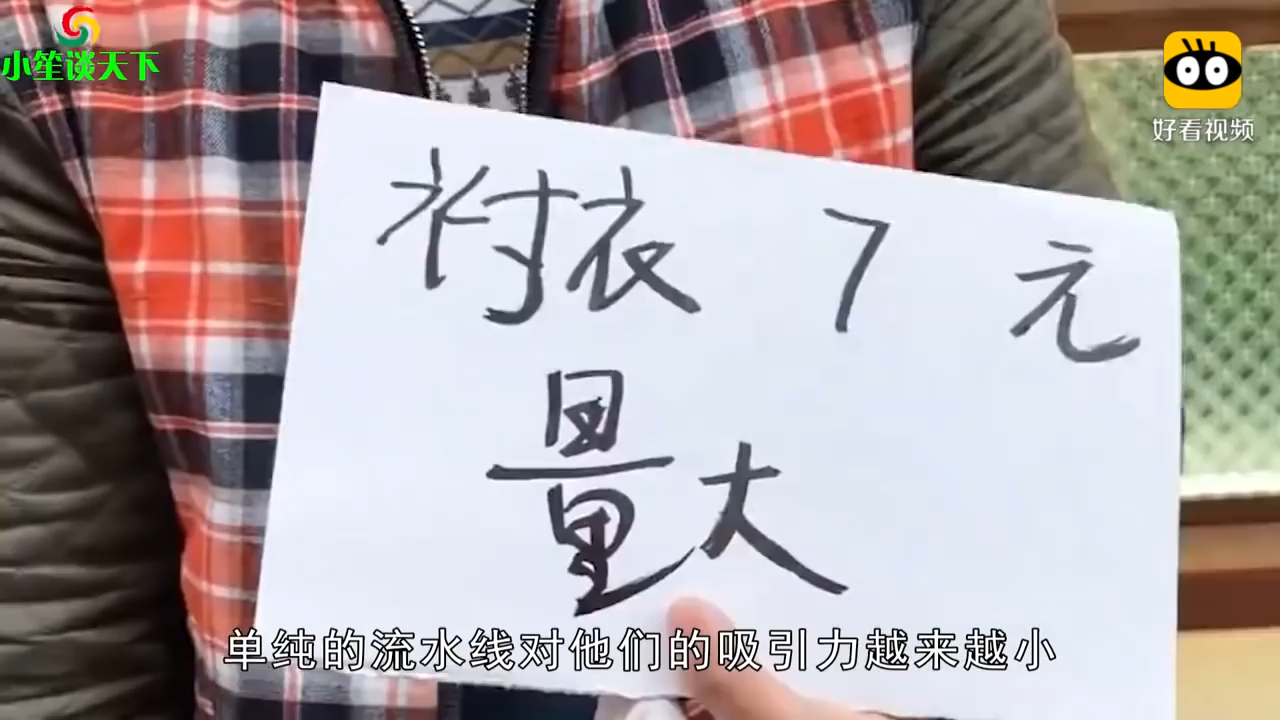 小笙谈天下
好看视频
衬衣 7 元
量大
单纯的流水线对他们的吸引力越来越小